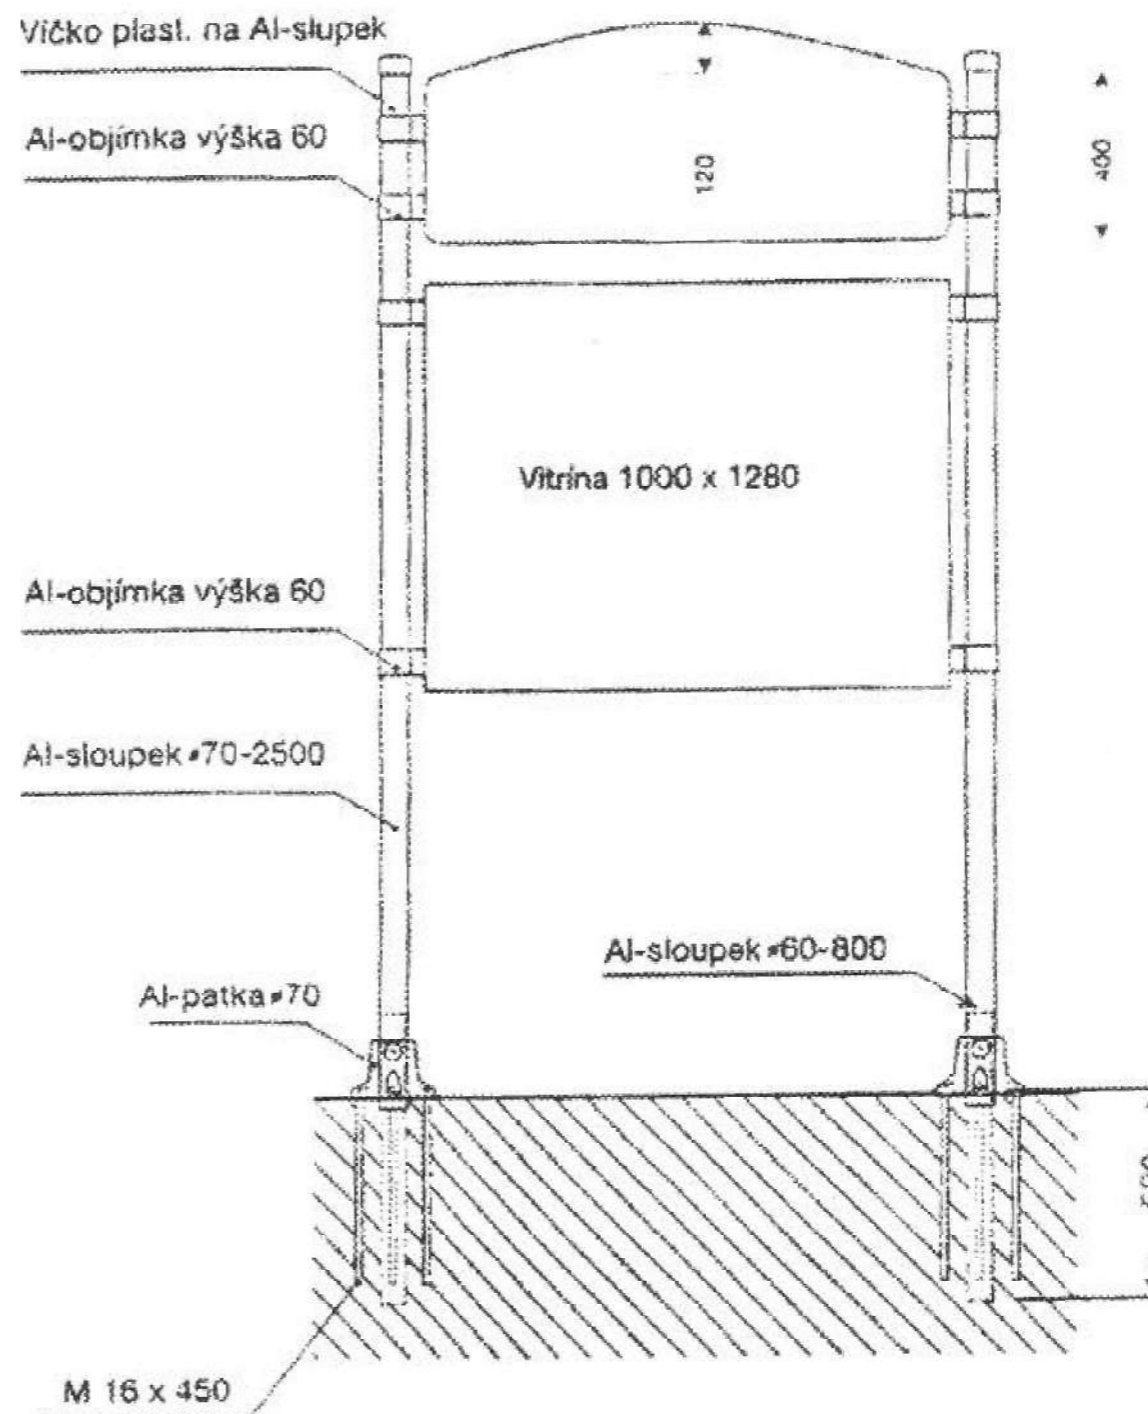 Víčko plast. na Al-slupek
Al-objímka výška 60
120
400
Vitrína 1000 x 1280
Al-objímka výška 60
Al-sloupek ⌀70-2500
Al-sloupek ⌀60-800
Al-patka ⌀70
M 16 x 450